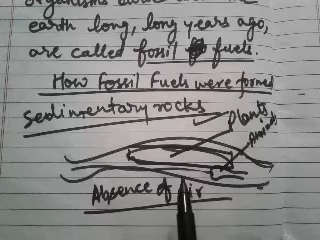 earth long, long years ago,
are called fossil fuels.
How Fossil Fuels were formed
Sedimentary rocks
Plants
Absence of air